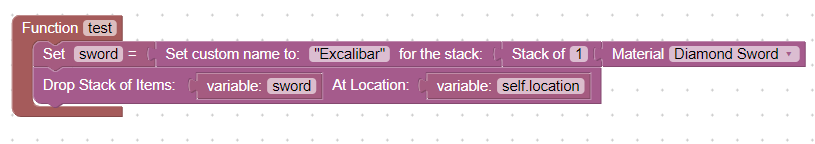 Function test
Set sword = Set custom name to: "Excalibar" for the stack: Stack of 1 Material Diamond Sword
Drop Stack of Items: variable: sword At Location: variable: self.location